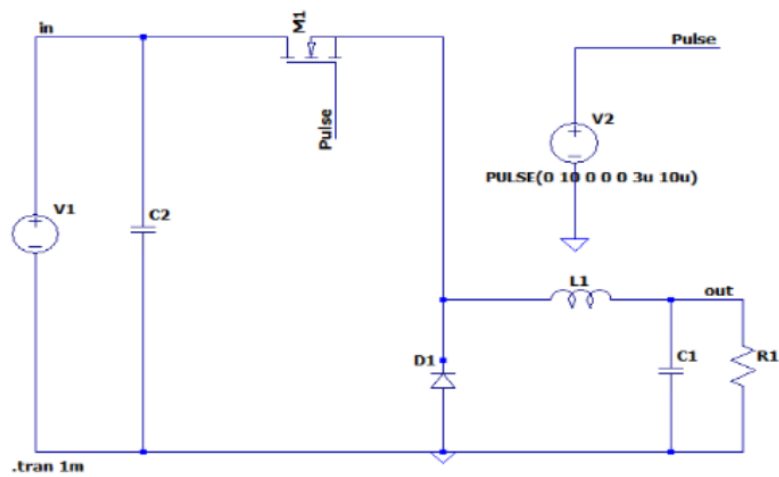 in
M1
Pulse
Pulse
V2
PULSE(0 10 0 0 0 3u 10u)
V1
C2
L1
out
D1
C1
R1
.tran 1m